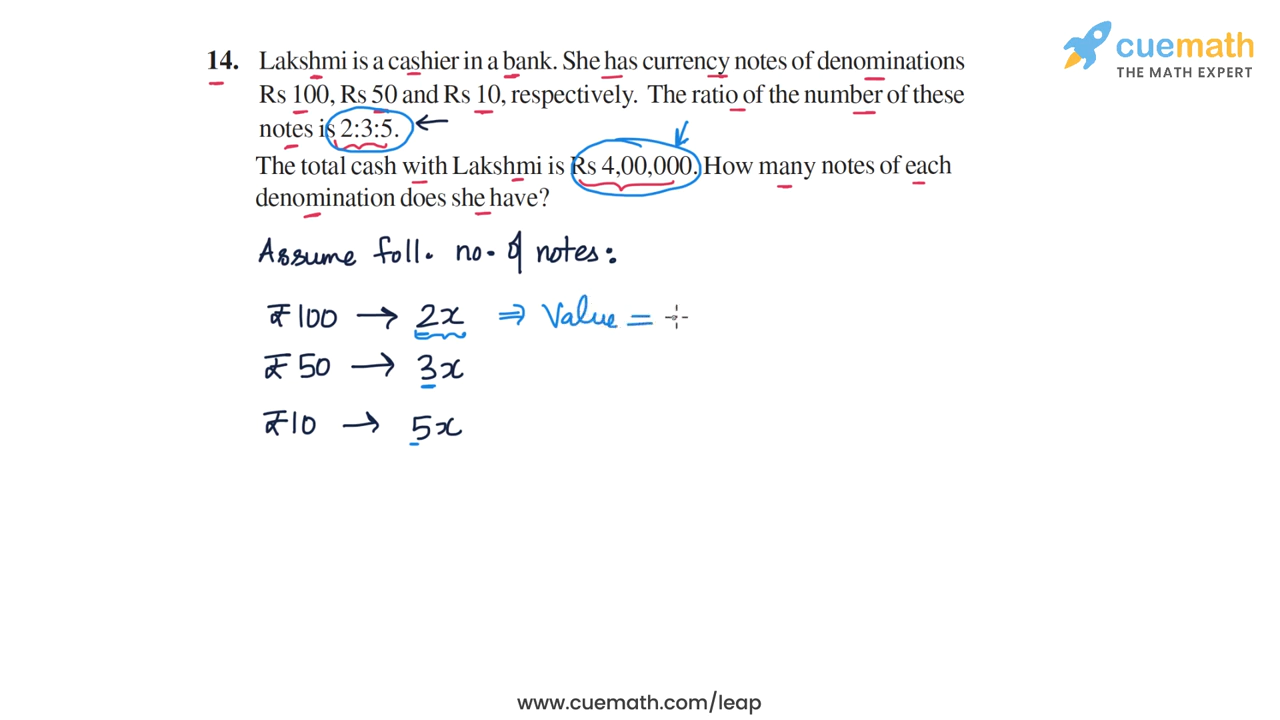 cuemath
THE MATH EXPERT
14. Lakshmi is a cashier in a bank. She has currency notes of denominations
Rs 100, Rs 50 and Rs 10, respectively. The ratio of the number of these
notes is 2:3:5.
The total cash with Lakshmi is Rs 4,00,000. How many notes of each
denomination does she have?
Assume foll. no. of notes:
₹100 → 2x ⇒ Value =
₹50 → 3x
₹10 → 5x
www.cuemath.com/leap